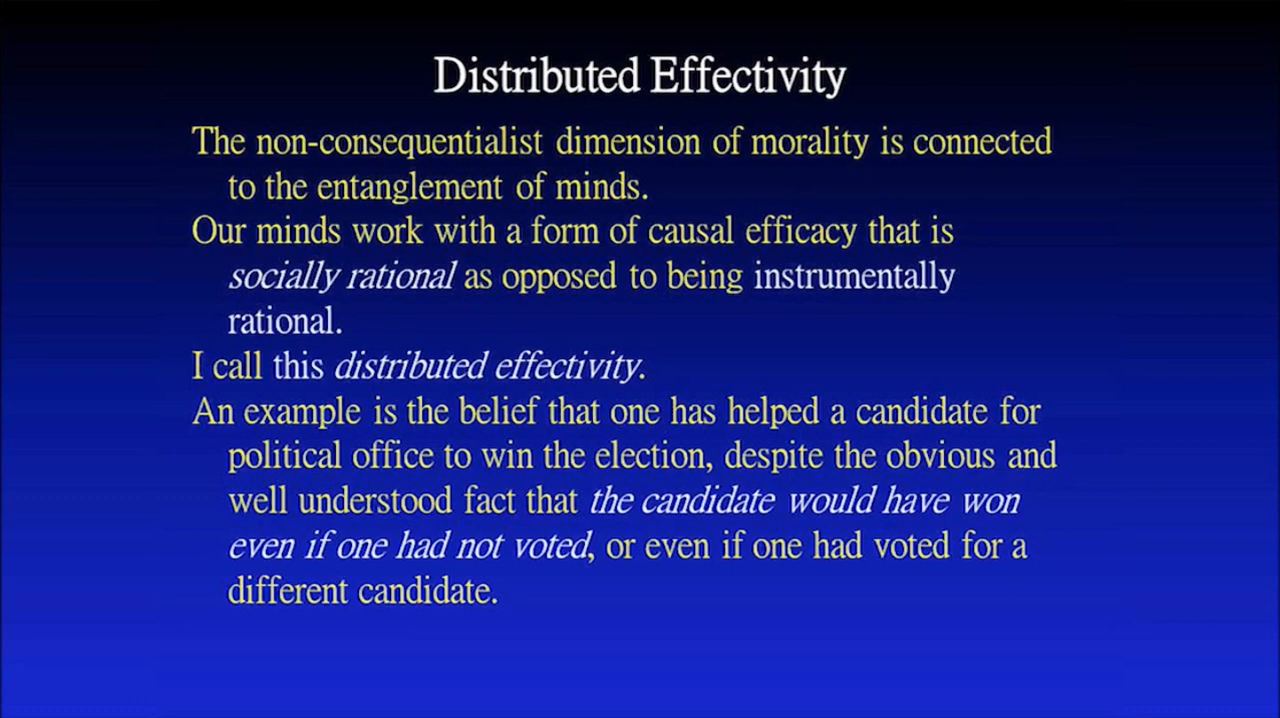 Distributed Effectivity
The non-consequentialist dimension of morality is connected
to the entanglement of minds.
Our minds work with a form of causal efficacy that is
socially rational as opposed to being instrumentally
rational.
I call this distributed effectivity.
An example is the belief that one has helped a candidate for
political office to win the election, despite the obvious and
well understood fact that the candidate would have won
even if one had not voted, or even if one had voted for a
different candidate.